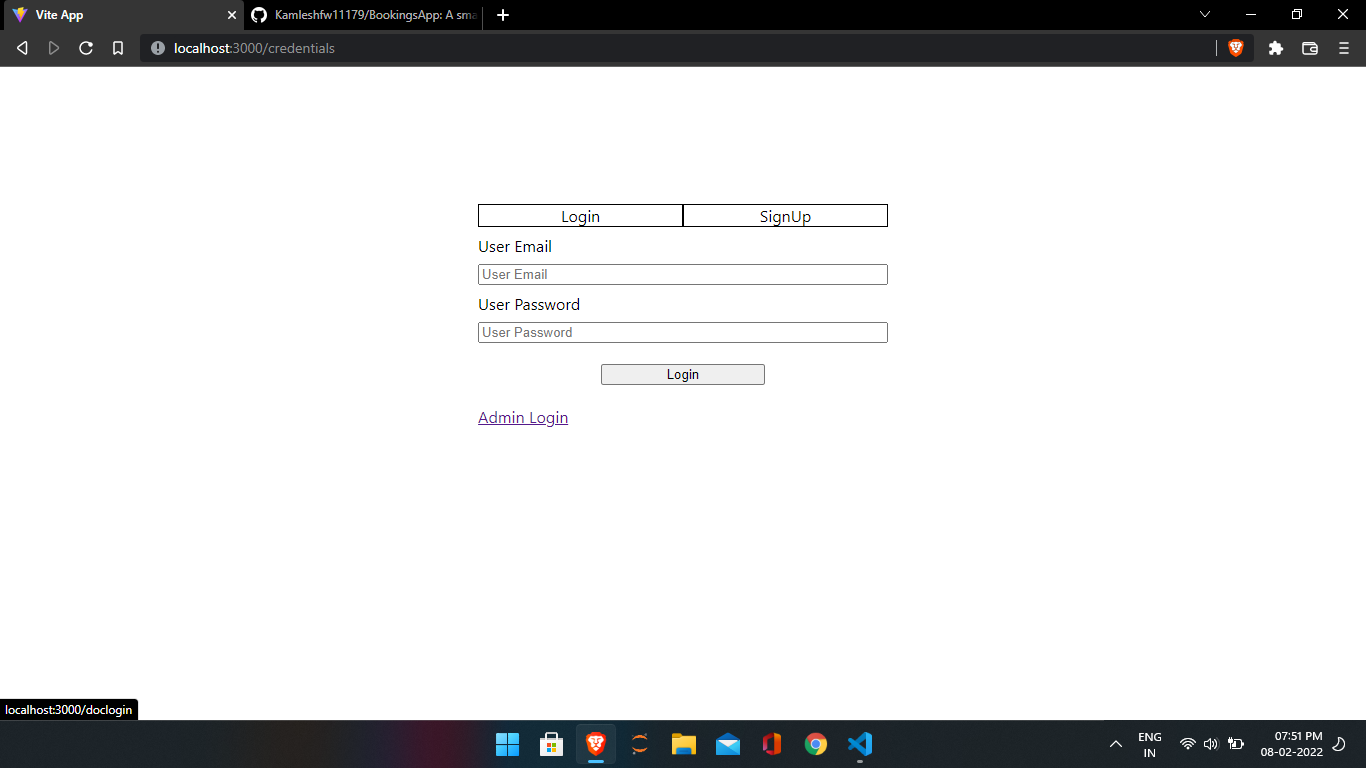 Vite App
Kamleshfw11179/BookingsApp: A sma
localhost:3000/credentials
Login
SignUp
User Email
User Email
User Password
User Password
Login
Admin Login
localhost:3000/doclogin
ENG
IN
07:51 PM
08-02-2022